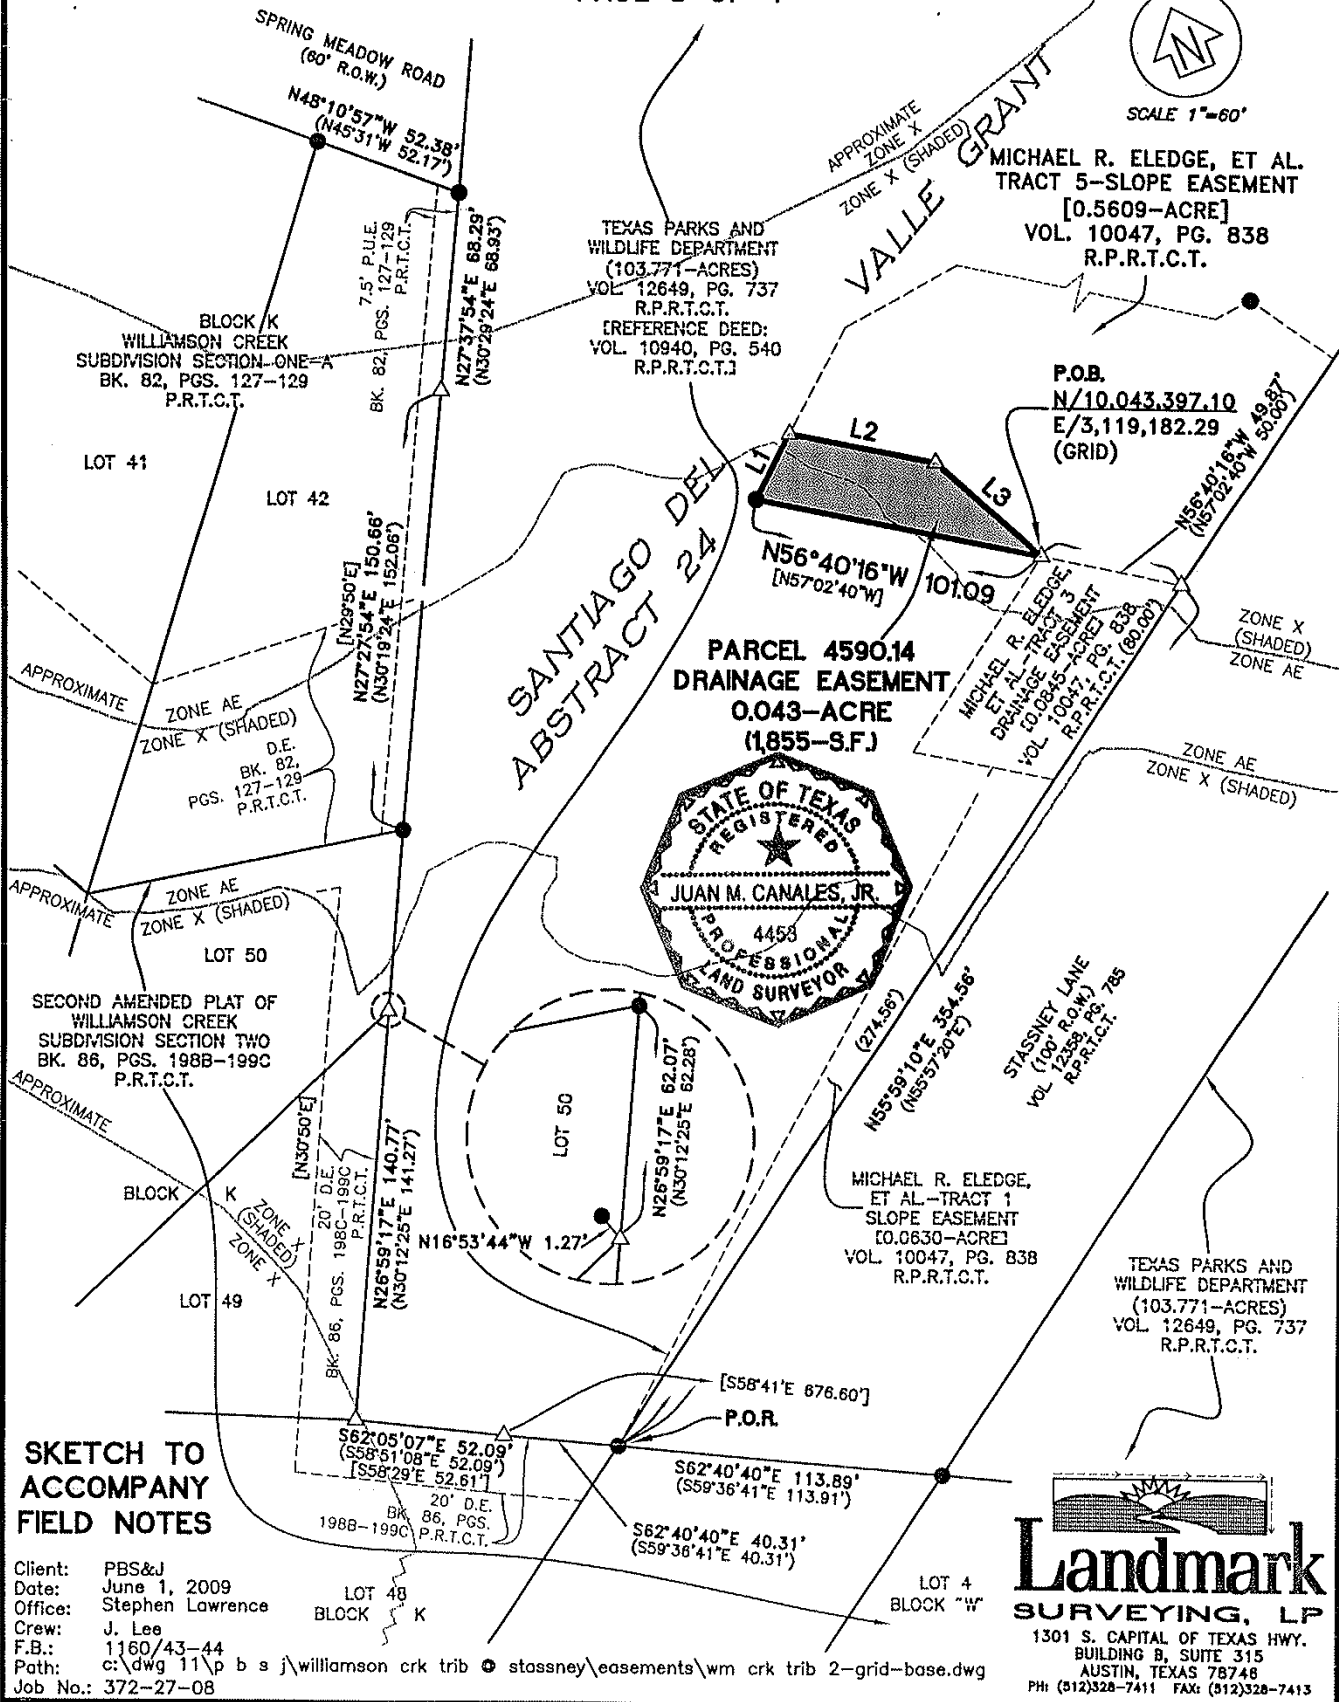 SPRING MEADOW ROAD
(60' R.O.W.)
N48°10'57"W 52.38'
(N45°31'W 52.17')
N
SCALE 1"=60'
APPROXIMATE
ZONE X
ZONE X (SHADED)
VALLE GRANT
MICHAEL R. ELEDGE, ET AL.
TRACT 5-SLOPE EASEMENT
[0.5609-ACRE]
VOL. 10047, PG. 838
R.P.R.T.C.T.
7.5' P.U.E.
BK. 82, PGS. 127-129
P.R.T.C.T.
N27°37'54"E 68.29'
(N30°29'24"E 68.93')
TEXAS PARKS AND
WILDLIFE DEPARTMENT
(103.771-ACRES)
VOL. 12649, PG. 737
R.P.R.T.C.T.
[REFERENCE DEED:
VOL. 10940, PG. 540
R.P.R.T.C.T.]
BLOCK K
WILLIAMSON CREEK
SUBDIVISION SECTION-ONE-A
BK. 82, PGS. 127-129
P.R.T.C.T.
P.O.B.
N/10,043,397.10
E/3,119,182.29
(GRID)
N56°40'16"W 49.87'
(N57°02'40"W 50.00')
LOT 41
LOT 42
L1
L2
L3
N56°40'16"W 101.09
[N57°02'40"W]
[N29°50'E]
N27°27'54"E 150.66'
(N30°19'24"E 152.06')
SANTIAGO DEL
ABSTRACT 24
MICHAEL R. ELEDGE,
ET AL-TRACT 3
DRAINAGE EASEMENT
[0.0845-ACRE]
VOL. 10047, PG. 838
R.P.R.T.C.T. (80.00')
ZONE X
(SHADED)
ZONE AE
PARCEL 4590.14
DRAINAGE EASEMENT
0.043-ACRE
(1,855-S.F.)
APPROXIMATE
ZONE AE
ZONE X (SHADED)
D.E.
BK. 82,
PGS. 127-129
P.R.T.C.T.
ZONE AE
ZONE X (SHADED)
STATE OF TEXAS
REGISTERED
JUAN M. CANALES, JR.
4453
PROFESSIONAL
LAND SURVEYOR
APPROXIMATE
ZONE AE
ZONE X (SHADED)
LOT 50
SECOND AMENDED PLAT OF
WILLIAMSON CREEK
SUBDIVISION SECTION TWO
BK. 86, PGS. 198B-199C
P.R.T.C.T.
(274.56')
N55°59'10"E 354.56'
(N55°57'20"E)
STASSNEY LANE
(100' R.O.W.)
VOL. 12358, PG. 785
R.P.R.T.C.T.
APPROXIMATE
[N30°50'E]
20' D.E.
BK. 86, PGS. 198C-199C
P.R.T.C.T.
N26°59'17"E 140.77'
(N30°12'25"E 141.27')
LOT 50
N26°59'17"E 62.07'
(N30°12'25"E 62.28')
N16°53'44"W 1.27'
BLOCK K
ZONE X
(SHADED)
ZONE X
LOT 49
MICHAEL R. ELEDGE,
ET AL-TRACT 1
SLOPE EASEMENT
[0.0630-ACRE]
VOL. 10047, PG. 838
R.P.R.T.C.T.
TEXAS PARKS AND
WILDLIFE DEPARTMENT
(103.771-ACRES)
VOL. 12649, PG. 737
R.P.R.T.C.T.
[S58°41'E 676.60']
P.O.R.
S62°05'07"E 52.09'
(S58°51'08"E 52.09')
[S58°29'E 52.61']
S62°40'40"E 113.89'
(S59°36'41"E 113.91')
20' D.E.
BK. 86, PGS.
198B-199C P.R.T.C.T.
S62°40'40"E 40.31'
(S59°36'41"E 40.31')
SKETCH TO
ACCOMPANY
FIELD NOTES
Client: PBS&J
Date: June 1, 2009
Office: Stephen Lawrence
Crew: J. Lee
F.B.: 1160/43-44
Path: c:\dwg 11\p b s j\williamson crk trib @ stassney\easements\wm crk trib 2-grid-base.dwg
Job No.: 372-27-08
LOT 48
BLOCK K
LOT 4
BLOCK "W"
Landmark
SURVEYING, LP
1301 S. CAPITAL OF TEXAS HWY.
BUILDING B, SUITE 315
AUSTIN, TEXAS 78746
PH: (512)328-7411 FAX: (512)328-7413